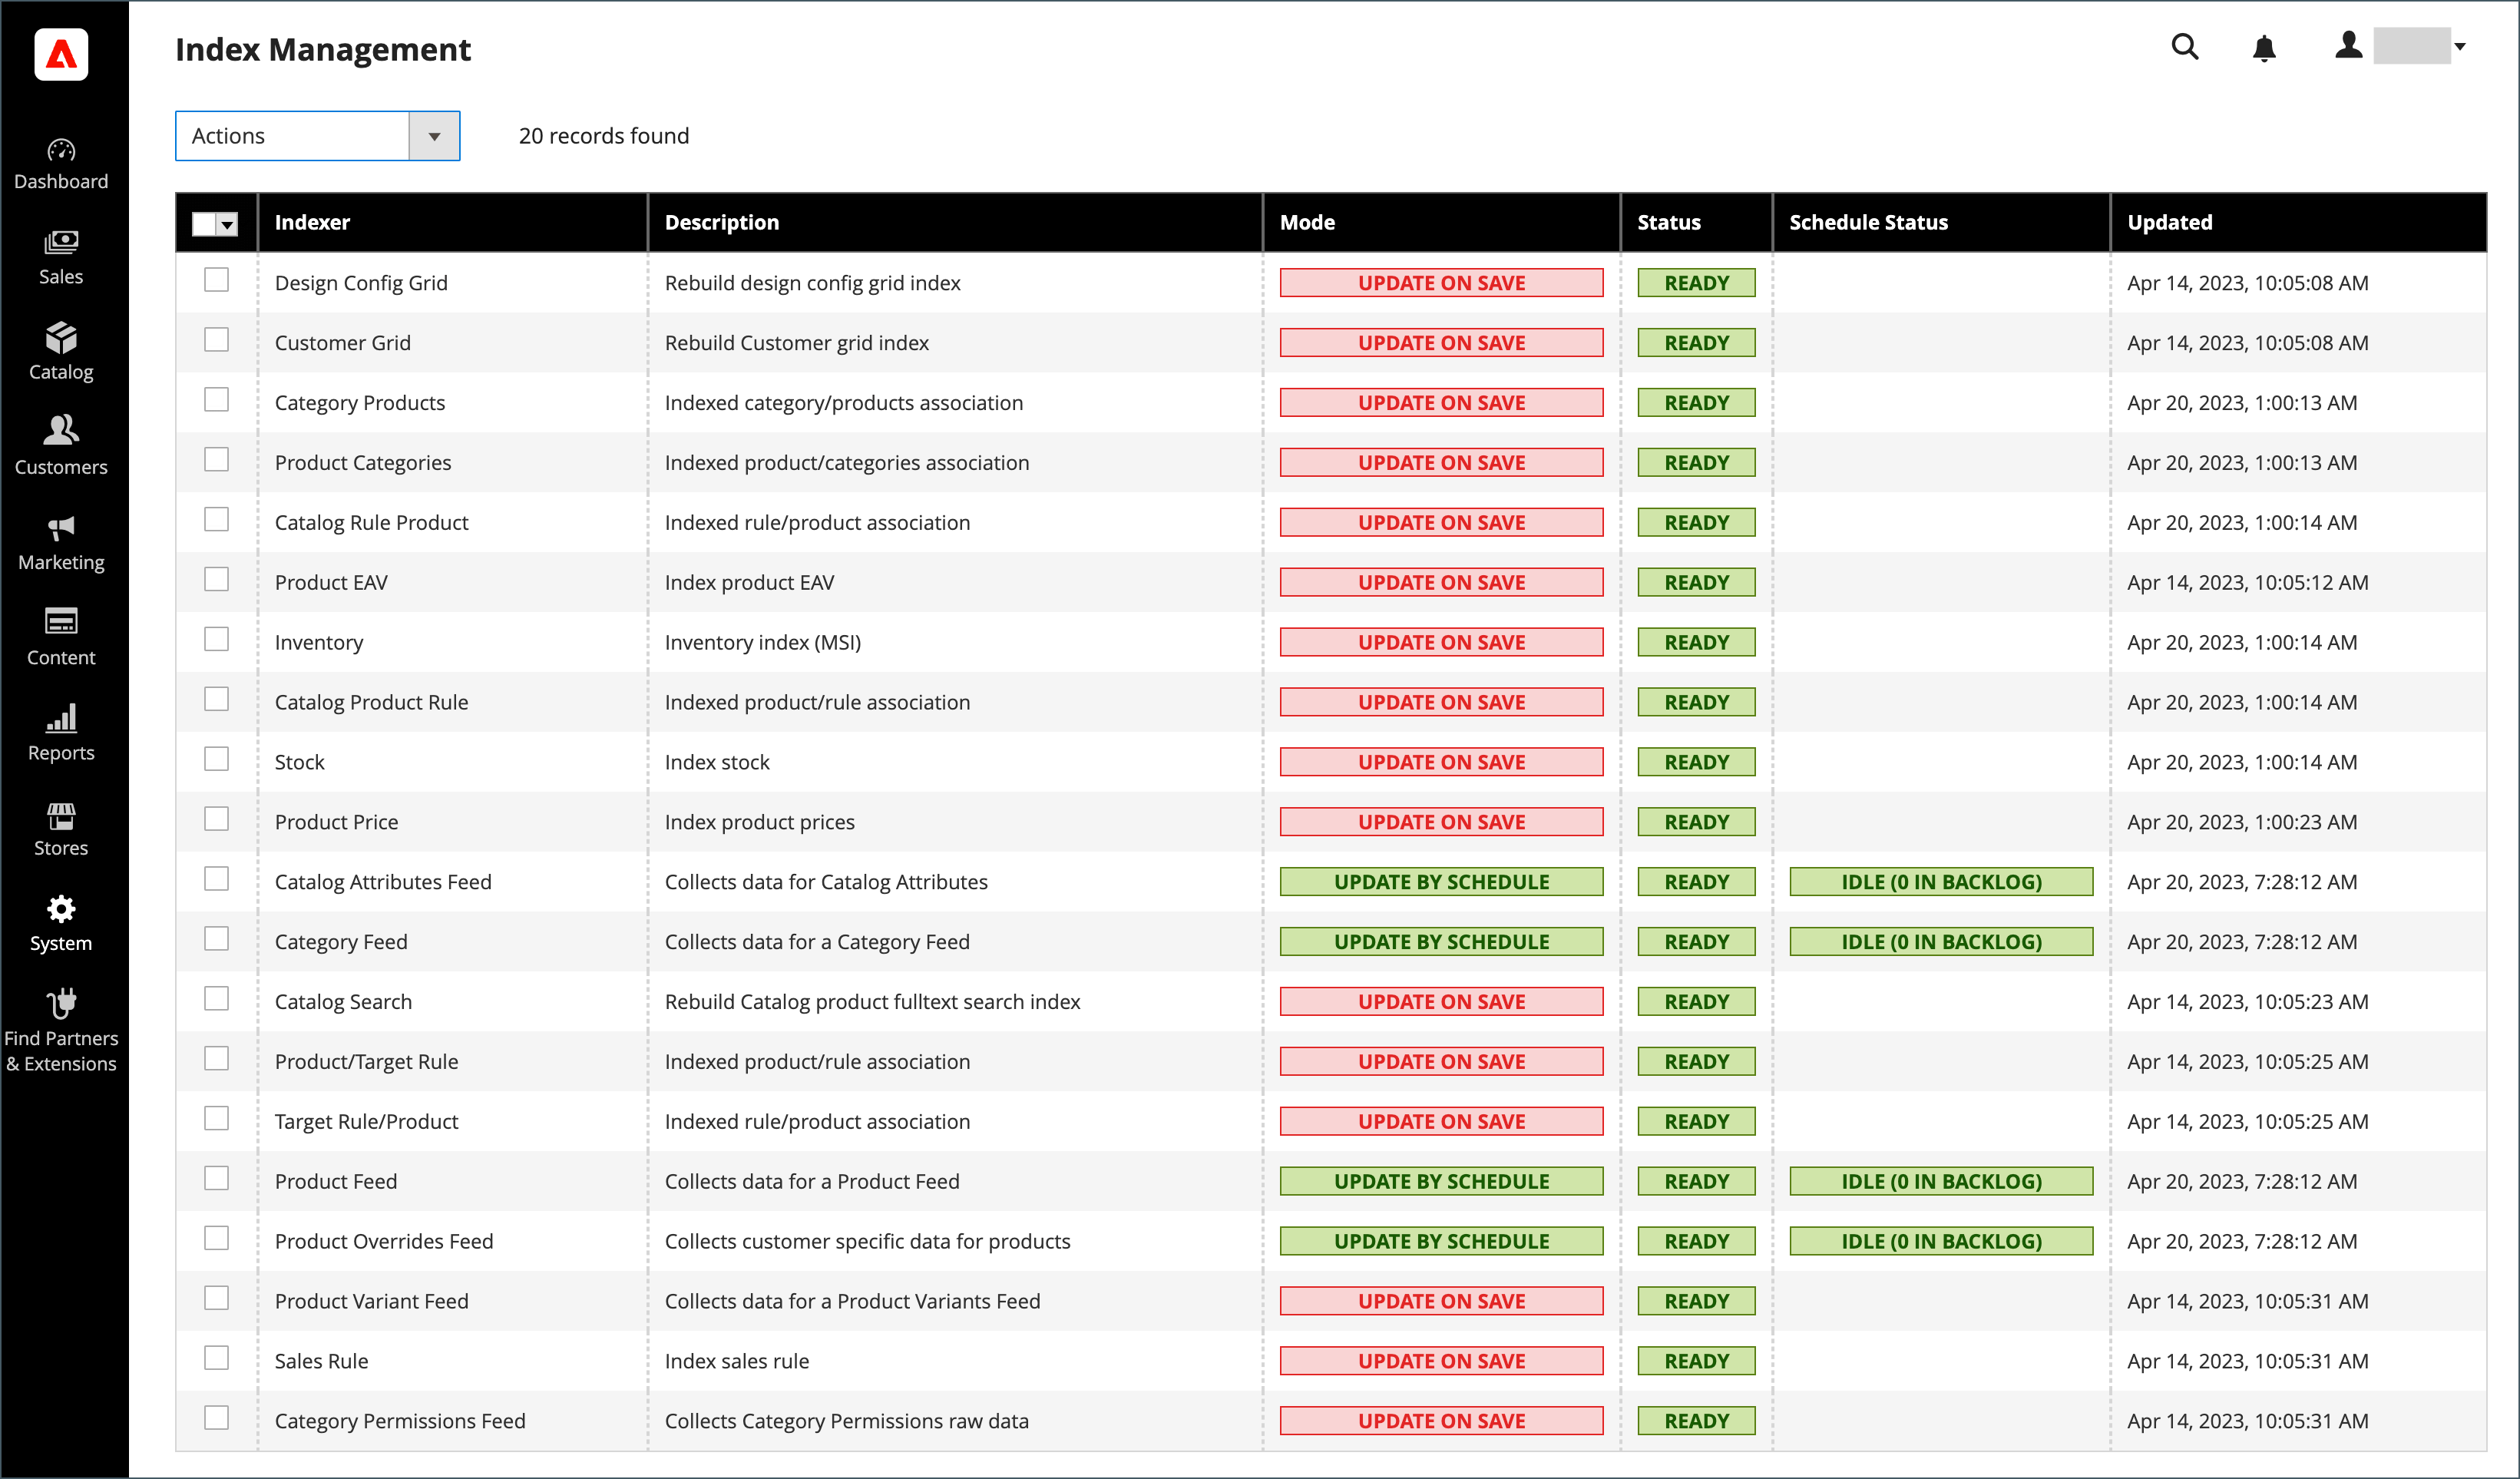 Index Management
Actions
20 records found
Dashboard
Sales
Catalog
Customers
Marketing
Content
Reports
Stores
System
Find Partners
& Extensions
Indexer Description Mode Status Schedule Status Updated
Design Config Grid Rebuild design config grid index UPDATE ON SAVE READY Apr 14, 2023, 10:05:08 AM
Customer Grid Rebuild Customer grid index UPDATE ON SAVE READY Apr 14, 2023, 10:05:08 AM
Category Products Indexed category/products association UPDATE ON SAVE READY Apr 20, 2023, 1:00:13 AM
Product Categories Indexed product/categories association UPDATE ON SAVE READY Apr 20, 2023, 1:00:13 AM
Catalog Rule Product Indexed rule/product association UPDATE ON SAVE READY Apr 20, 2023, 1:00:14 AM
Product EAV Index product EAV UPDATE ON SAVE READY Apr 14, 2023, 10:05:12 AM
Inventory Inventory index (MSI) UPDATE ON SAVE READY Apr 20, 2023, 1:00:14 AM
Catalog Product Rule Indexed product/rule association UPDATE ON SAVE READY Apr 20, 2023, 1:00:14 AM
Stock Index stock UPDATE ON SAVE READY Apr 20, 2023, 1:00:14 AM
Product Price Index product prices UPDATE ON SAVE READY Apr 20, 2023, 1:00:23 AM
Catalog Attributes Feed Collects data for Catalog Attributes UPDATE BY SCHEDULE READY IDLE (0 IN BACKLOG) Apr 20, 2023, 7:28:12 AM
Category Feed Collects data for a Category Feed UPDATE BY SCHEDULE READY IDLE (0 IN BACKLOG) Apr 20, 2023, 7:28:12 AM
Catalog Search Rebuild Catalog product fulltext search index UPDATE ON SAVE READY Apr 14, 2023, 10:05:23 AM
Product/Target Rule Indexed product/rule association UPDATE ON SAVE READY Apr 14, 2023, 10:05:25 AM
Target Rule/Product Indexed rule/product association UPDATE ON SAVE READY Apr 14, 2023, 10:05:25 AM
Product Feed Collects data for a Product Feed UPDATE BY SCHEDULE READY IDLE (0 IN BACKLOG) Apr 20, 2023, 7:28:12 AM
Product Overrides Feed Collects customer specific data for products UPDATE BY SCHEDULE READY IDLE (0 IN BACKLOG) Apr 20, 2023, 7:28:12 AM
Product Variant Feed Collects data for a Product Variants Feed UPDATE ON SAVE READY Apr 14, 2023, 10:05:31 AM
Sales Rule Index sales rule UPDATE ON SAVE READY Apr 14, 2023, 10:05:31 AM
Category Permissions Feed Collects Category Permissions raw data UPDATE ON SAVE READY Apr 14, 2023, 10:05:31 AM